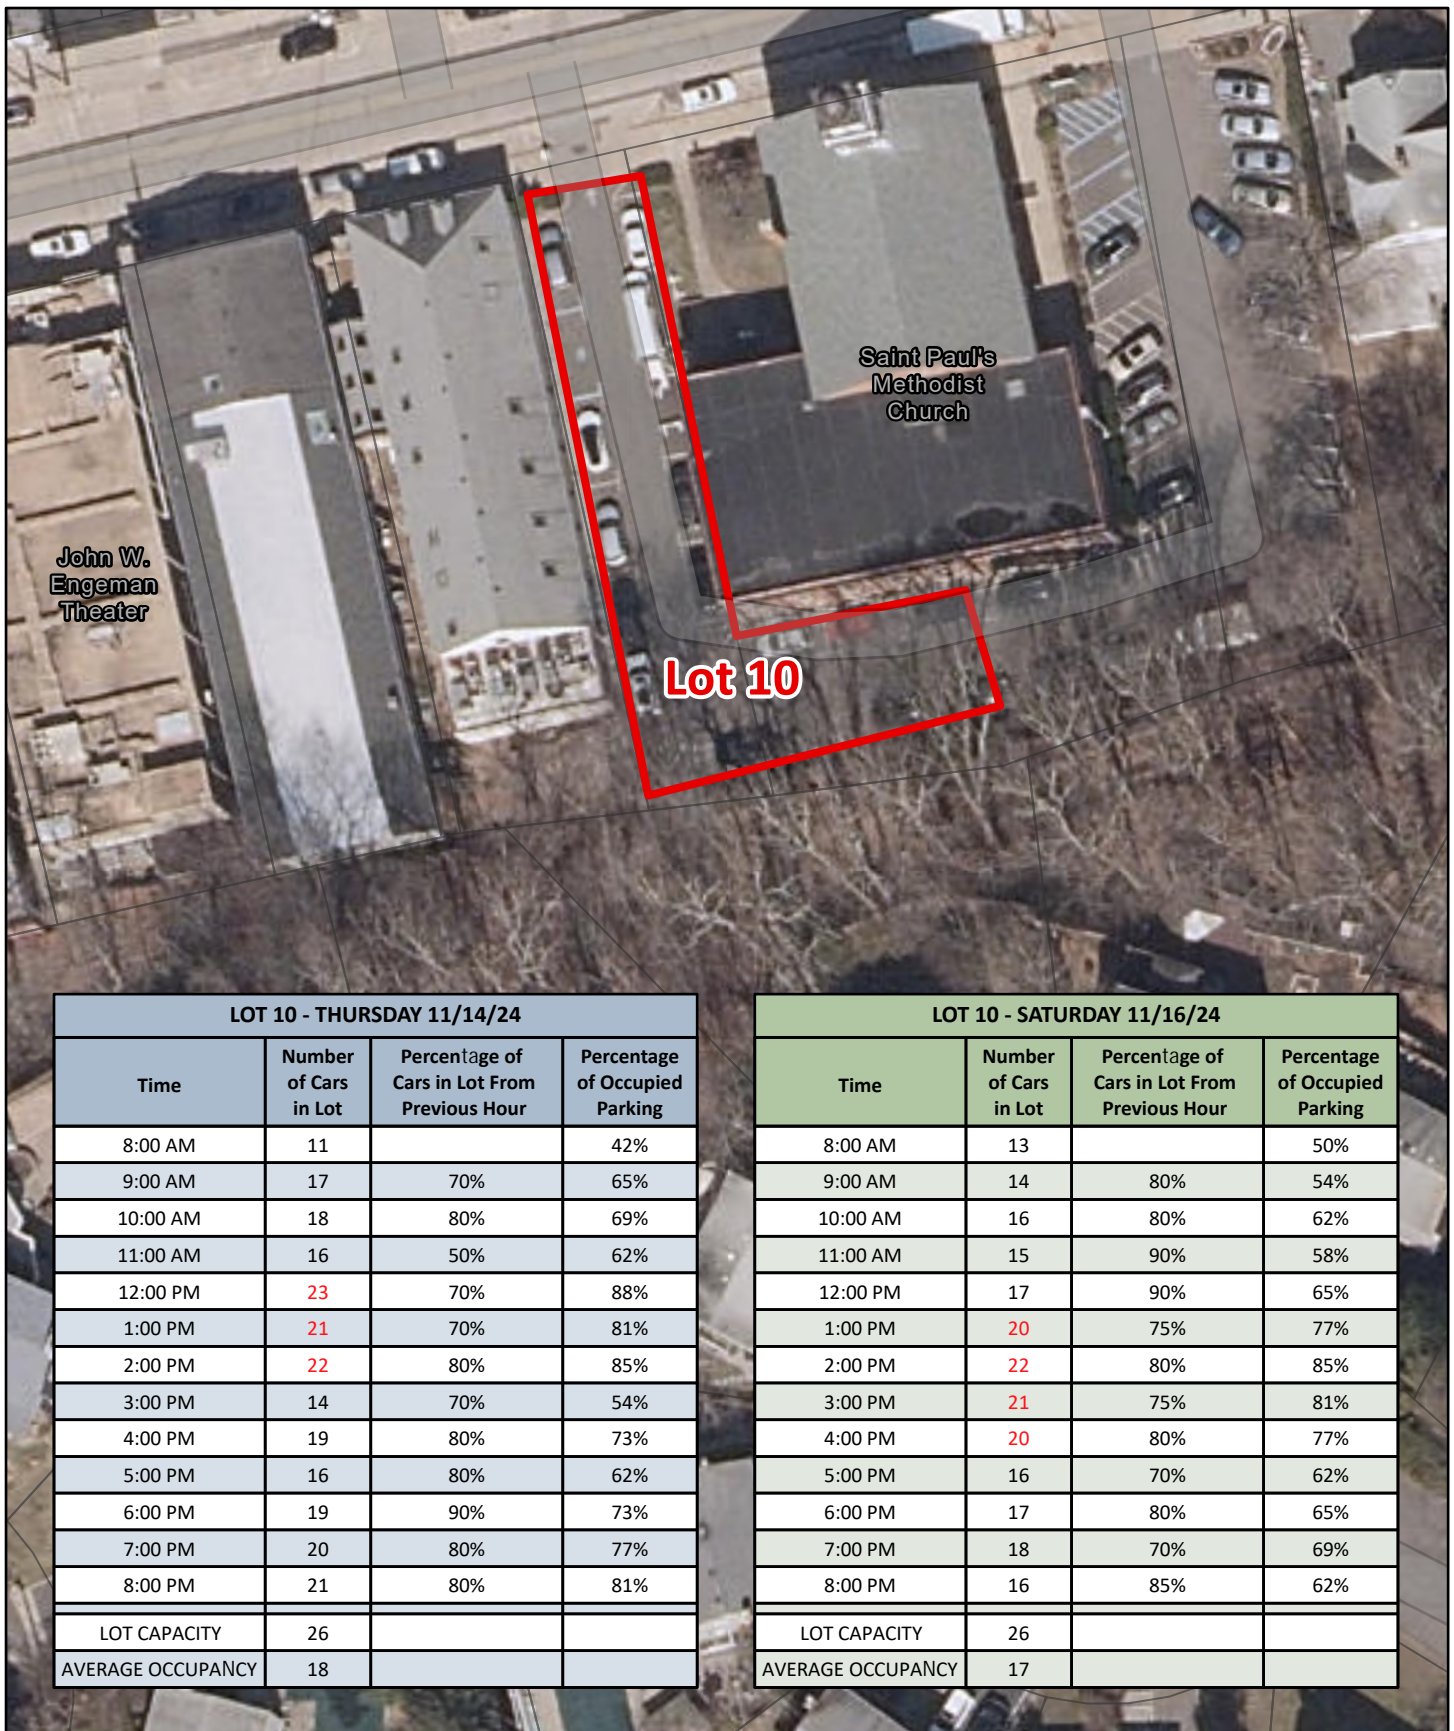 Saint Paul's
Methodist
Church
John W.
Engeman
Theater
Lot 10
LOT 10 - THURSDAY 11/14/24
Time Number of Cars in Lot Percentage of Cars in Lot From Previous Hour Percentage of Occupied Parking
8:00 AM 11 42%
9:00 AM 17 70% 65%
10:00 AM 18 80% 69%
11:00 AM 16 50% 62%
12:00 PM 23 70% 88%
1:00 PM 21 70% 81%
2:00 PM 22 80% 85%
3:00 PM 14 70% 54%
4:00 PM 19 80% 73%
5:00 PM 16 80% 62%
6:00 PM 19 90% 73%
7:00 PM 20 80% 77%
8:00 PM 21 80% 81%
LOT CAPACITY 26
AVERAGE OCCUPANCY 18
LOT 10 - SATURDAY 11/16/24
Time Number of Cars in Lot Percentage of Cars in Lot From Previous Hour Percentage of Occupied Parking
8:00 AM 13 50%
9:00 AM 14 80% 54%
10:00 AM 16 80% 62%
11:00 AM 15 90% 58%
12:00 PM 17 90% 65%
1:00 PM 20 75% 77%
2:00 PM 22 80% 85%
3:00 PM 21 75% 81%
4:00 PM 20 80% 77%
5:00 PM 16 70% 62%
6:00 PM 17 80% 65%
7:00 PM 18 70% 69%
8:00 PM 16 85% 62%
LOT CAPACITY 26
AVERAGE OCCUPANCY 17